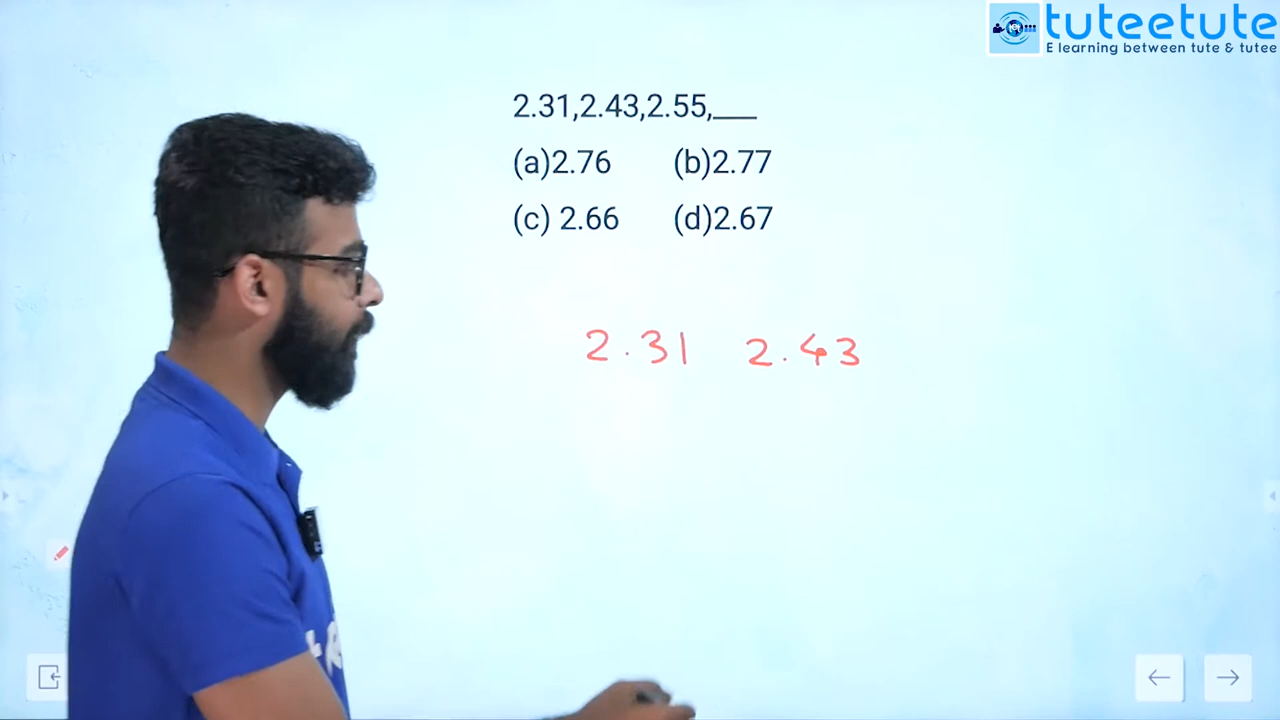 tuteetute
E learning between tute & tutee
2.31,2.43,2.55,___
(a)2.76 (b)2.77
(c) 2.66 (d)2.67
2.31 2.43